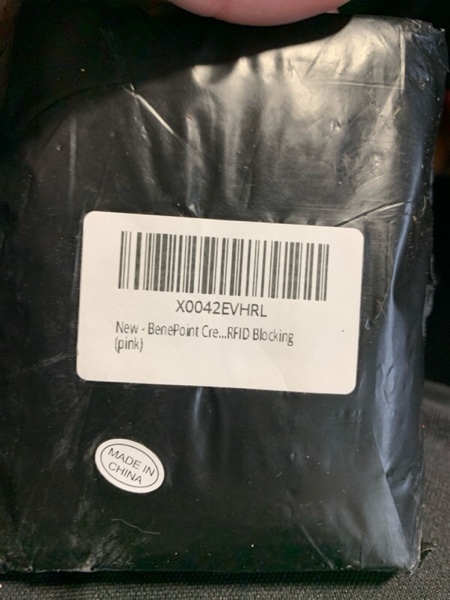 X0042EVHRL
New - BenePoint Cre...RFID Blocking
(pink)
MADE IN
CHINA